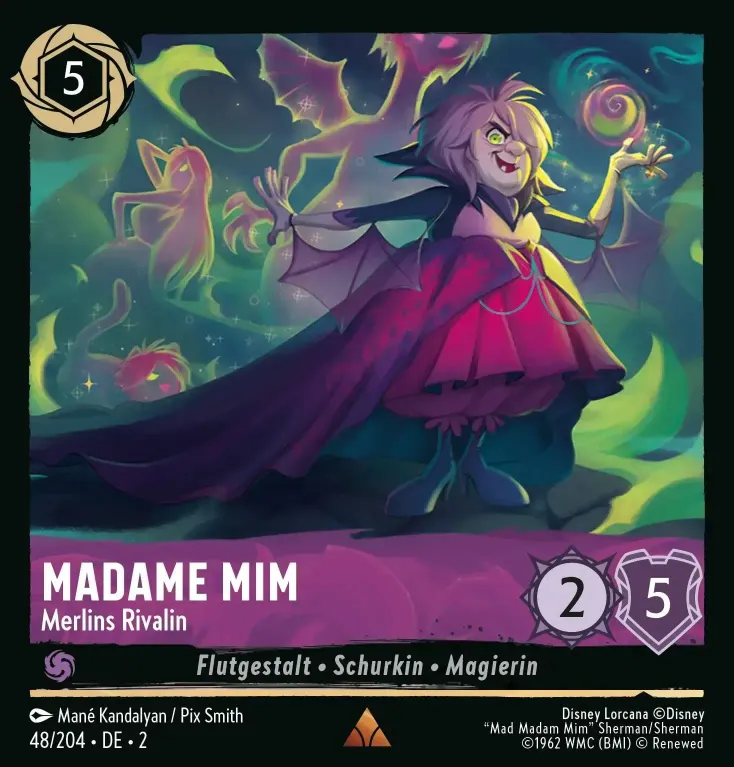 5
MADAME MIM
Merlins Rivalin
2
5
Flutgestalt • Schurkin • Magierin
Mané Kandalyan / Pix Smith
48/204 • DE • 2
Disney Lorcana ©Disney
“Mad Madam Mim” Sherman/Sherman
©1962 WMC (BMI) © Renewed